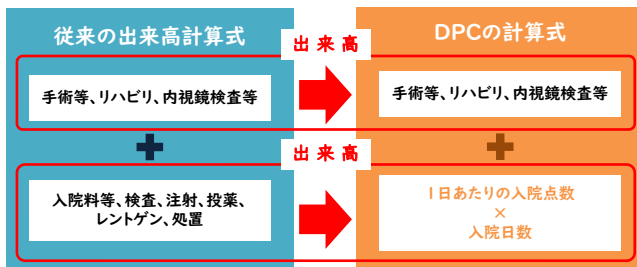 従来の出来高計算式
出来高
DPCの計算式
手術等、リハビリ、内視鏡検査等
手術等、リハビリ、内視鏡検査等
+
+
出来高
入院料等、検査、注射、投薬、
レントゲン、処置
1日あたりの入院点数
×
入院日数